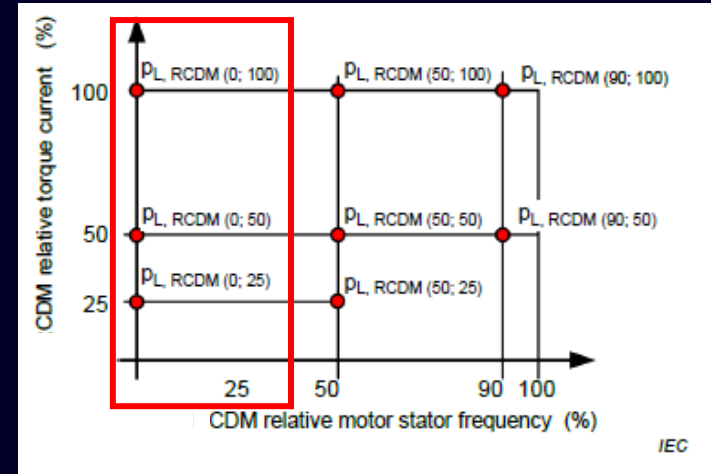 CDM relative torque current (%)
100
50
25
pL, RCDM (0; 100)
pL, RCDM (50; 100)
pL, RCDM (90; 100)
pL, RCDM (0; 50)
pL, RCDM (50; 50)
pL, RCDM (90; 50)
pL, RCDM (0; 25)
pL, RCDM (50; 25)
25 50 90 100
CDM relative motor stator frequency (%)
IEC